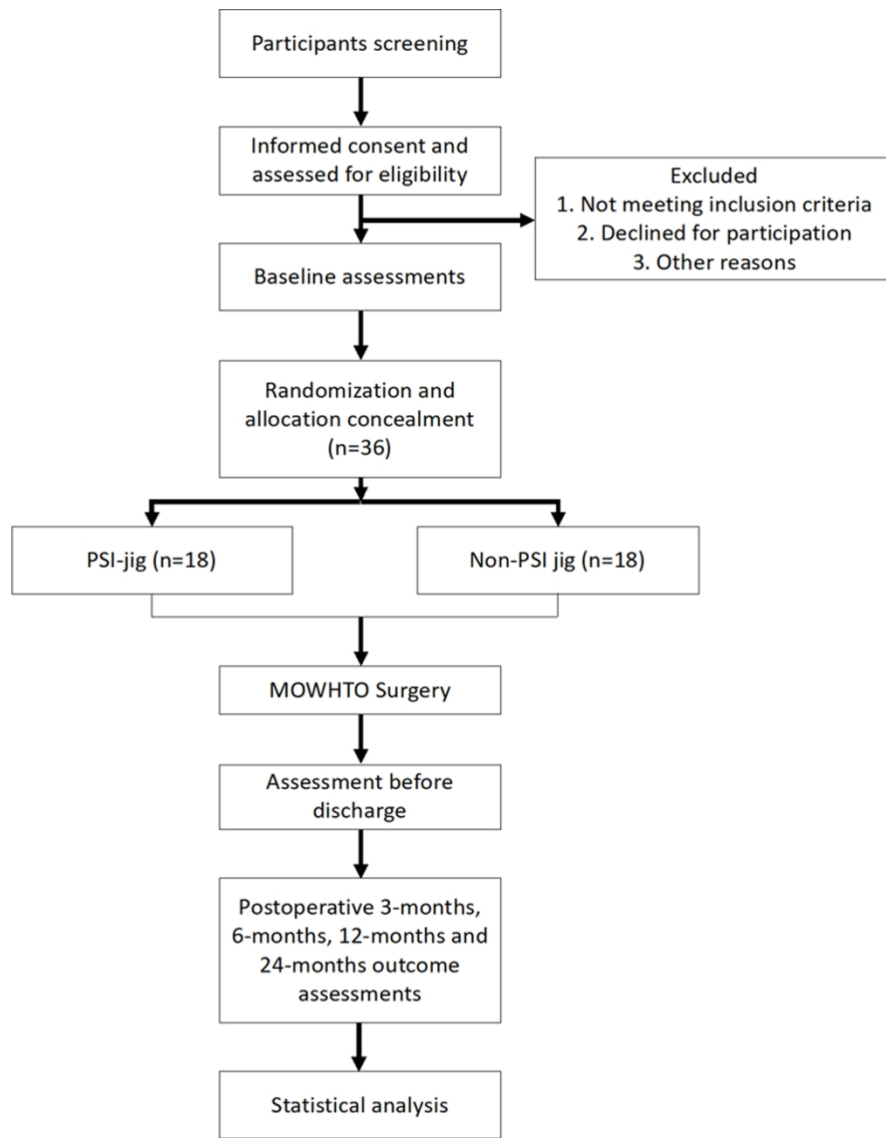 Participants screening
Informed consent and
assessed for eligibility
Excluded
1. Not meeting inclusion criteria
2. Declined for participation
3. Other reasons
Baseline assessments
Randomization and
allocation concealment
(n=36)
PSI-jig (n=18)
Non-PSI jig (n=18)
MOWHTO Surgery
Assessment before
discharge
Postoperative 3-months,
6-months, 12-months and
24-months outcome
assessments
Statistical analysis